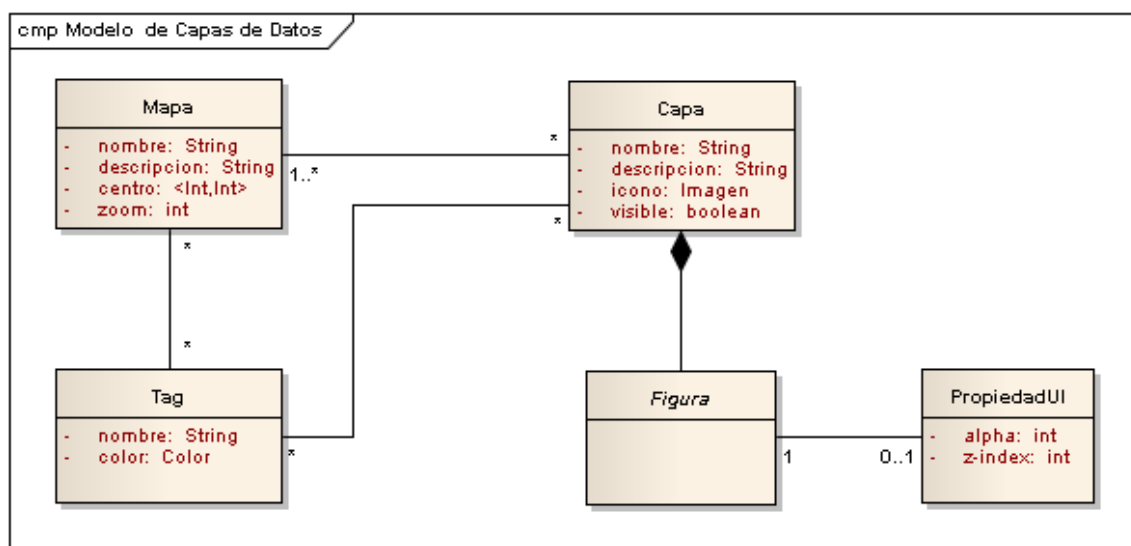 cmp Modelo de Capas de Datos
Mapa
- nombre: String
- descripcion: String
- centro: <Int,Int>
- zoom: int
1..*
*
Capa
- nombre: String
- descripcion: String
- icono: Imagen
- visible: boolean
*
*
*
Tag
- nombre: String
- color: Color
*
Figura
1
0..1
PropiedadUI
- alpha: int
- z-index: int